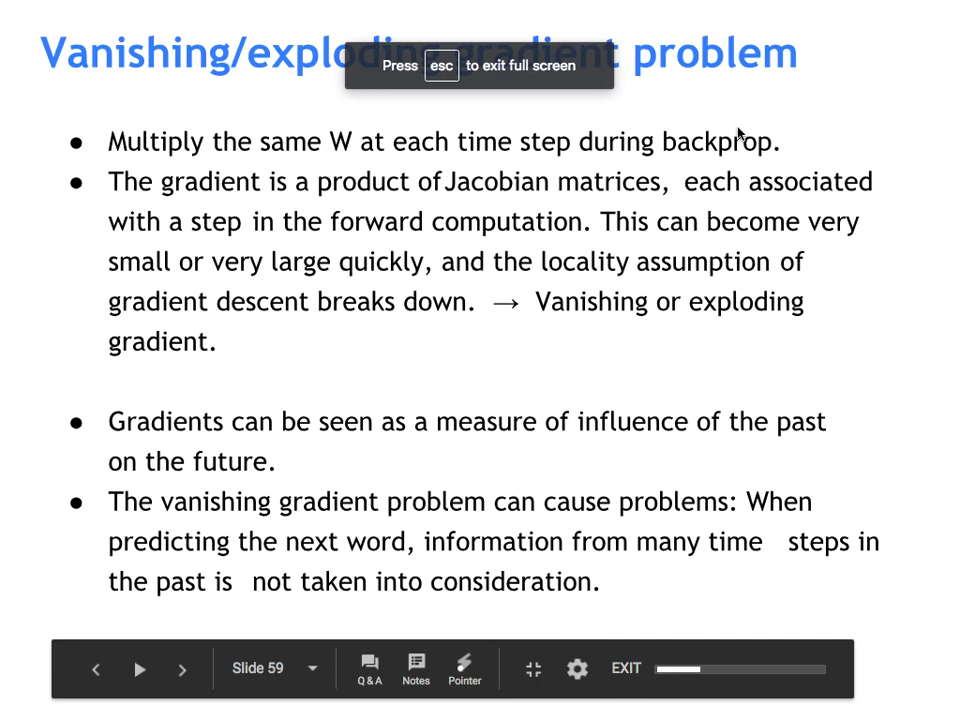 Vanishing/exploding gradient problem
Press esc to exit full screen
● Multiply the same W at each time step during backprop.
● The gradient is a product of Jacobian matrices, each associated
with a step in the forward computation. This can become very
small or very large quickly, and the locality assumption of
gradient descent breaks down. → Vanishing or exploding
gradient.
● Gradients can be seen as a measure of influence of the past
on the future.
● The vanishing gradient problem can cause problems: When
predicting the next word, information from many time steps in
the past is not taken into consideration.
Slide 59
Q & A Notes Pointer
EXIT